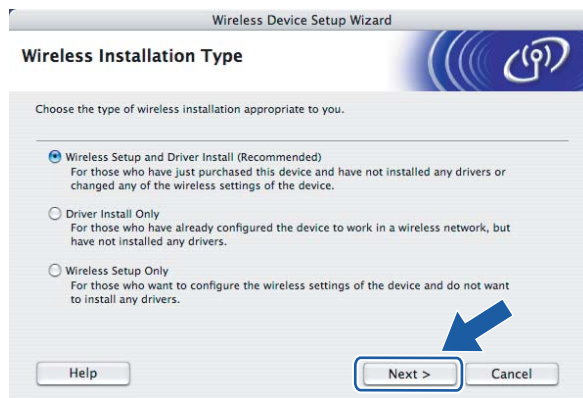 Wireless Device Setup Wizard
Wireless Installation Type
Choose the type of wireless installation appropriate to you.
Wireless Setup and Driver Install (Recommended)
For those who have just purchased this device and have not installed any drivers or
changed any of the wireless settings of the device.
Driver Install Only
For those who have already configured the device to work in a wireless network, but
have not installed any drivers.
Wireless Setup Only
For those who want to configure the wireless settings of the device and do not want
to install any drivers.
Help
Next >
Cancel